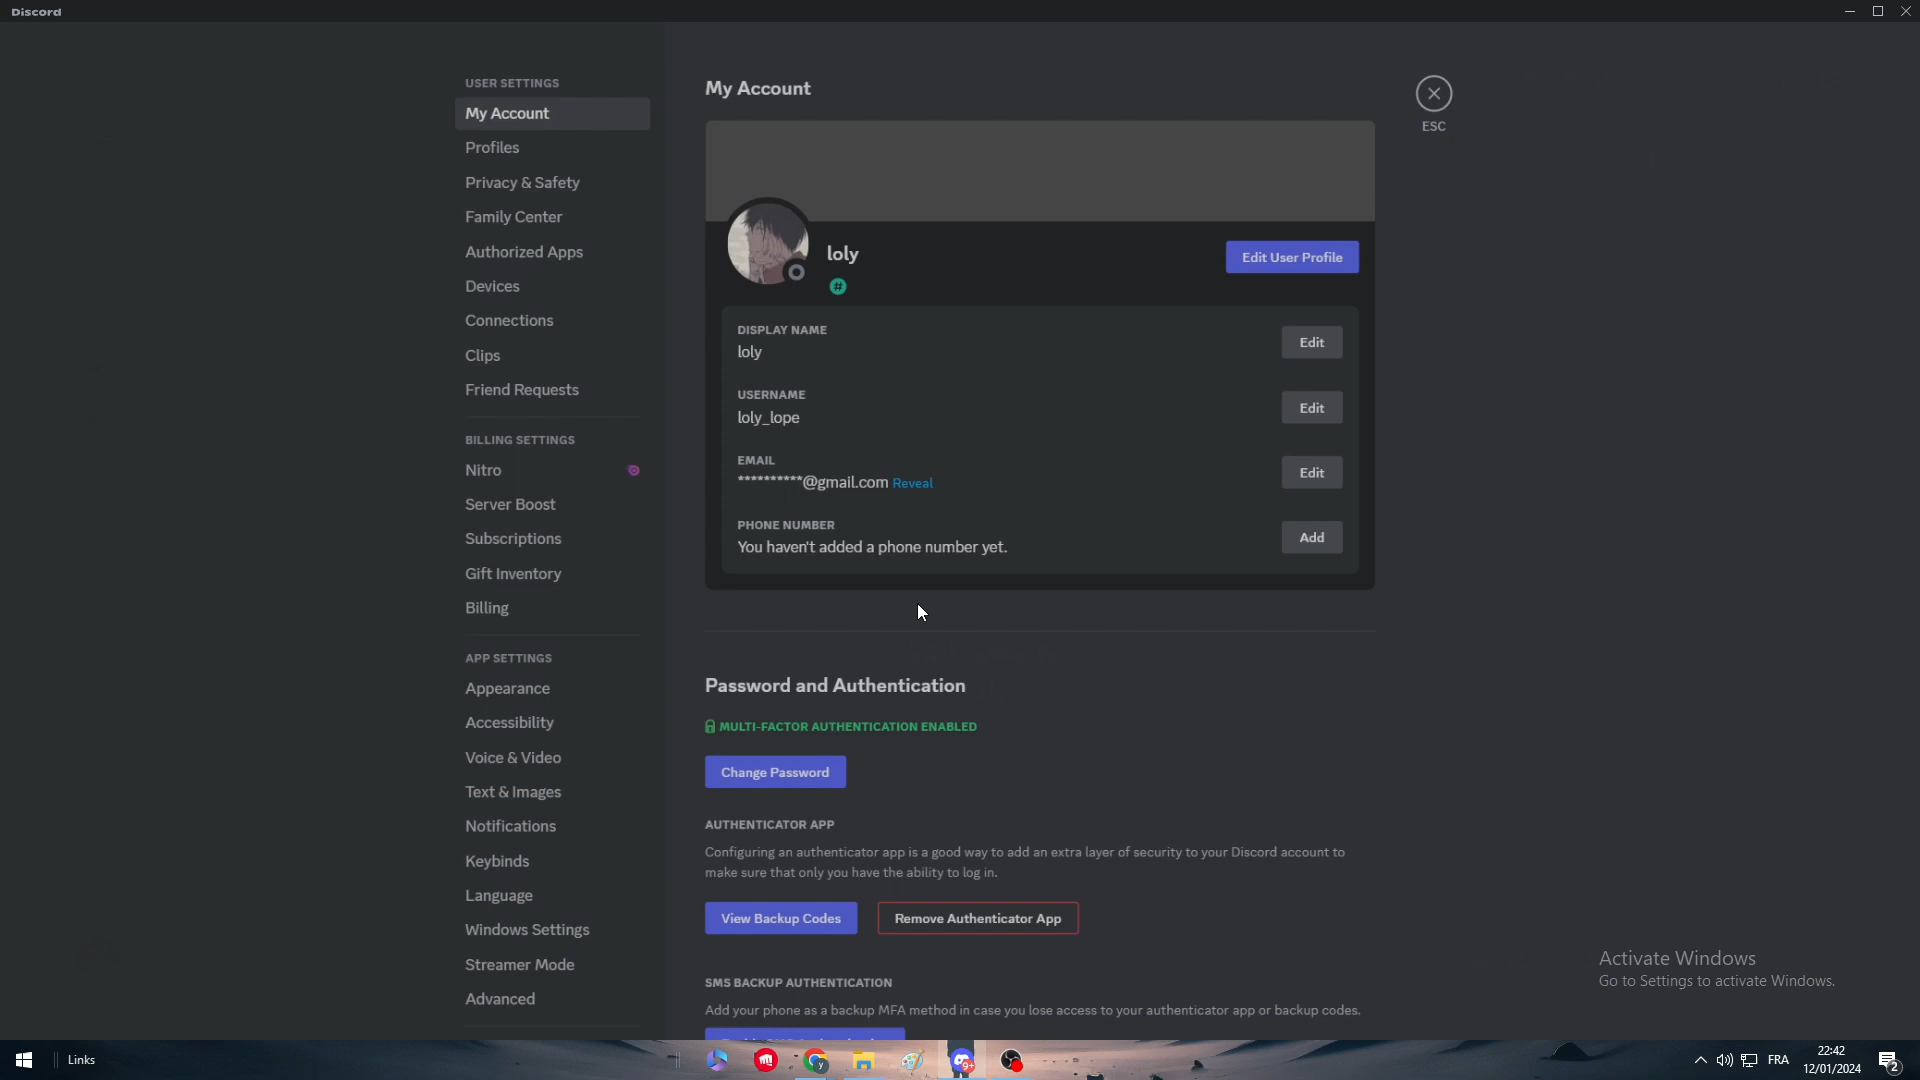 Discord
USER SETTINGS
My Account
Profiles
Privacy & Safety
Family Center
Authorized Apps
Devices
Connections
Clips
Friend Requests
BILLING SETTINGS
Nitro
Server Boost
Subscriptions
Gift Inventory
Billing
APP SETTINGS
Appearance
Accessibility
Voice & Video
Text & Images
Notifications
Keybinds
Language
Windows Settings
Streamer Mode
Advanced
My Account
ESC
loly
#
Edit User Profile
DISPLAY NAME
loly
Edit
USERNAME
loly_lope
Edit
EMAIL
**********@gmail.com Reveal
Edit
PHONE NUMBER
You haven't added a phone number yet.
Add
Password and Authentication
MULTI-FACTOR AUTHENTICATION ENABLED
Change Password
AUTHENTICATOR APP
Configuring an authenticator app is a good way to add an extra layer of security to your Discord account to
make sure that only you have the ability to log in.
View Backup Codes
Remove Authenticator App
SMS BACKUP AUTHENTICATION
Add your phone as a backup MFA method in case you lose access to your authenticator app or backup codes.
Activate Windows
Go to Settings to activate Windows.
Links
y
9+
FRA
22:42
12/01/2024
2